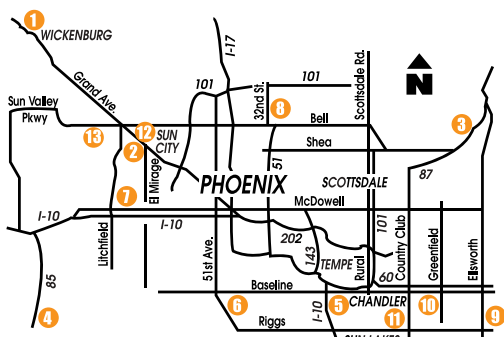 1
WICKENBURG
I-17
Grand Ave.
101
32nd St.
101
Scottsdale Rd.
N
Sun Valley
Pkwy
8
Bell
3
13
12
2
SUN
CITY
Shea
87
El Mirage
51
PHOENIX
SCOTTSDALE
7
McDowell
I-10
I-10
Litchfield
202
143
TEMPE
Rural
101
Country Club
Greenfield
Ellsworth
85
51st Ave.
60
Baseline
4
6
I-10
5
CHANDLER
11
10
9
Riggs
SUN LAKES